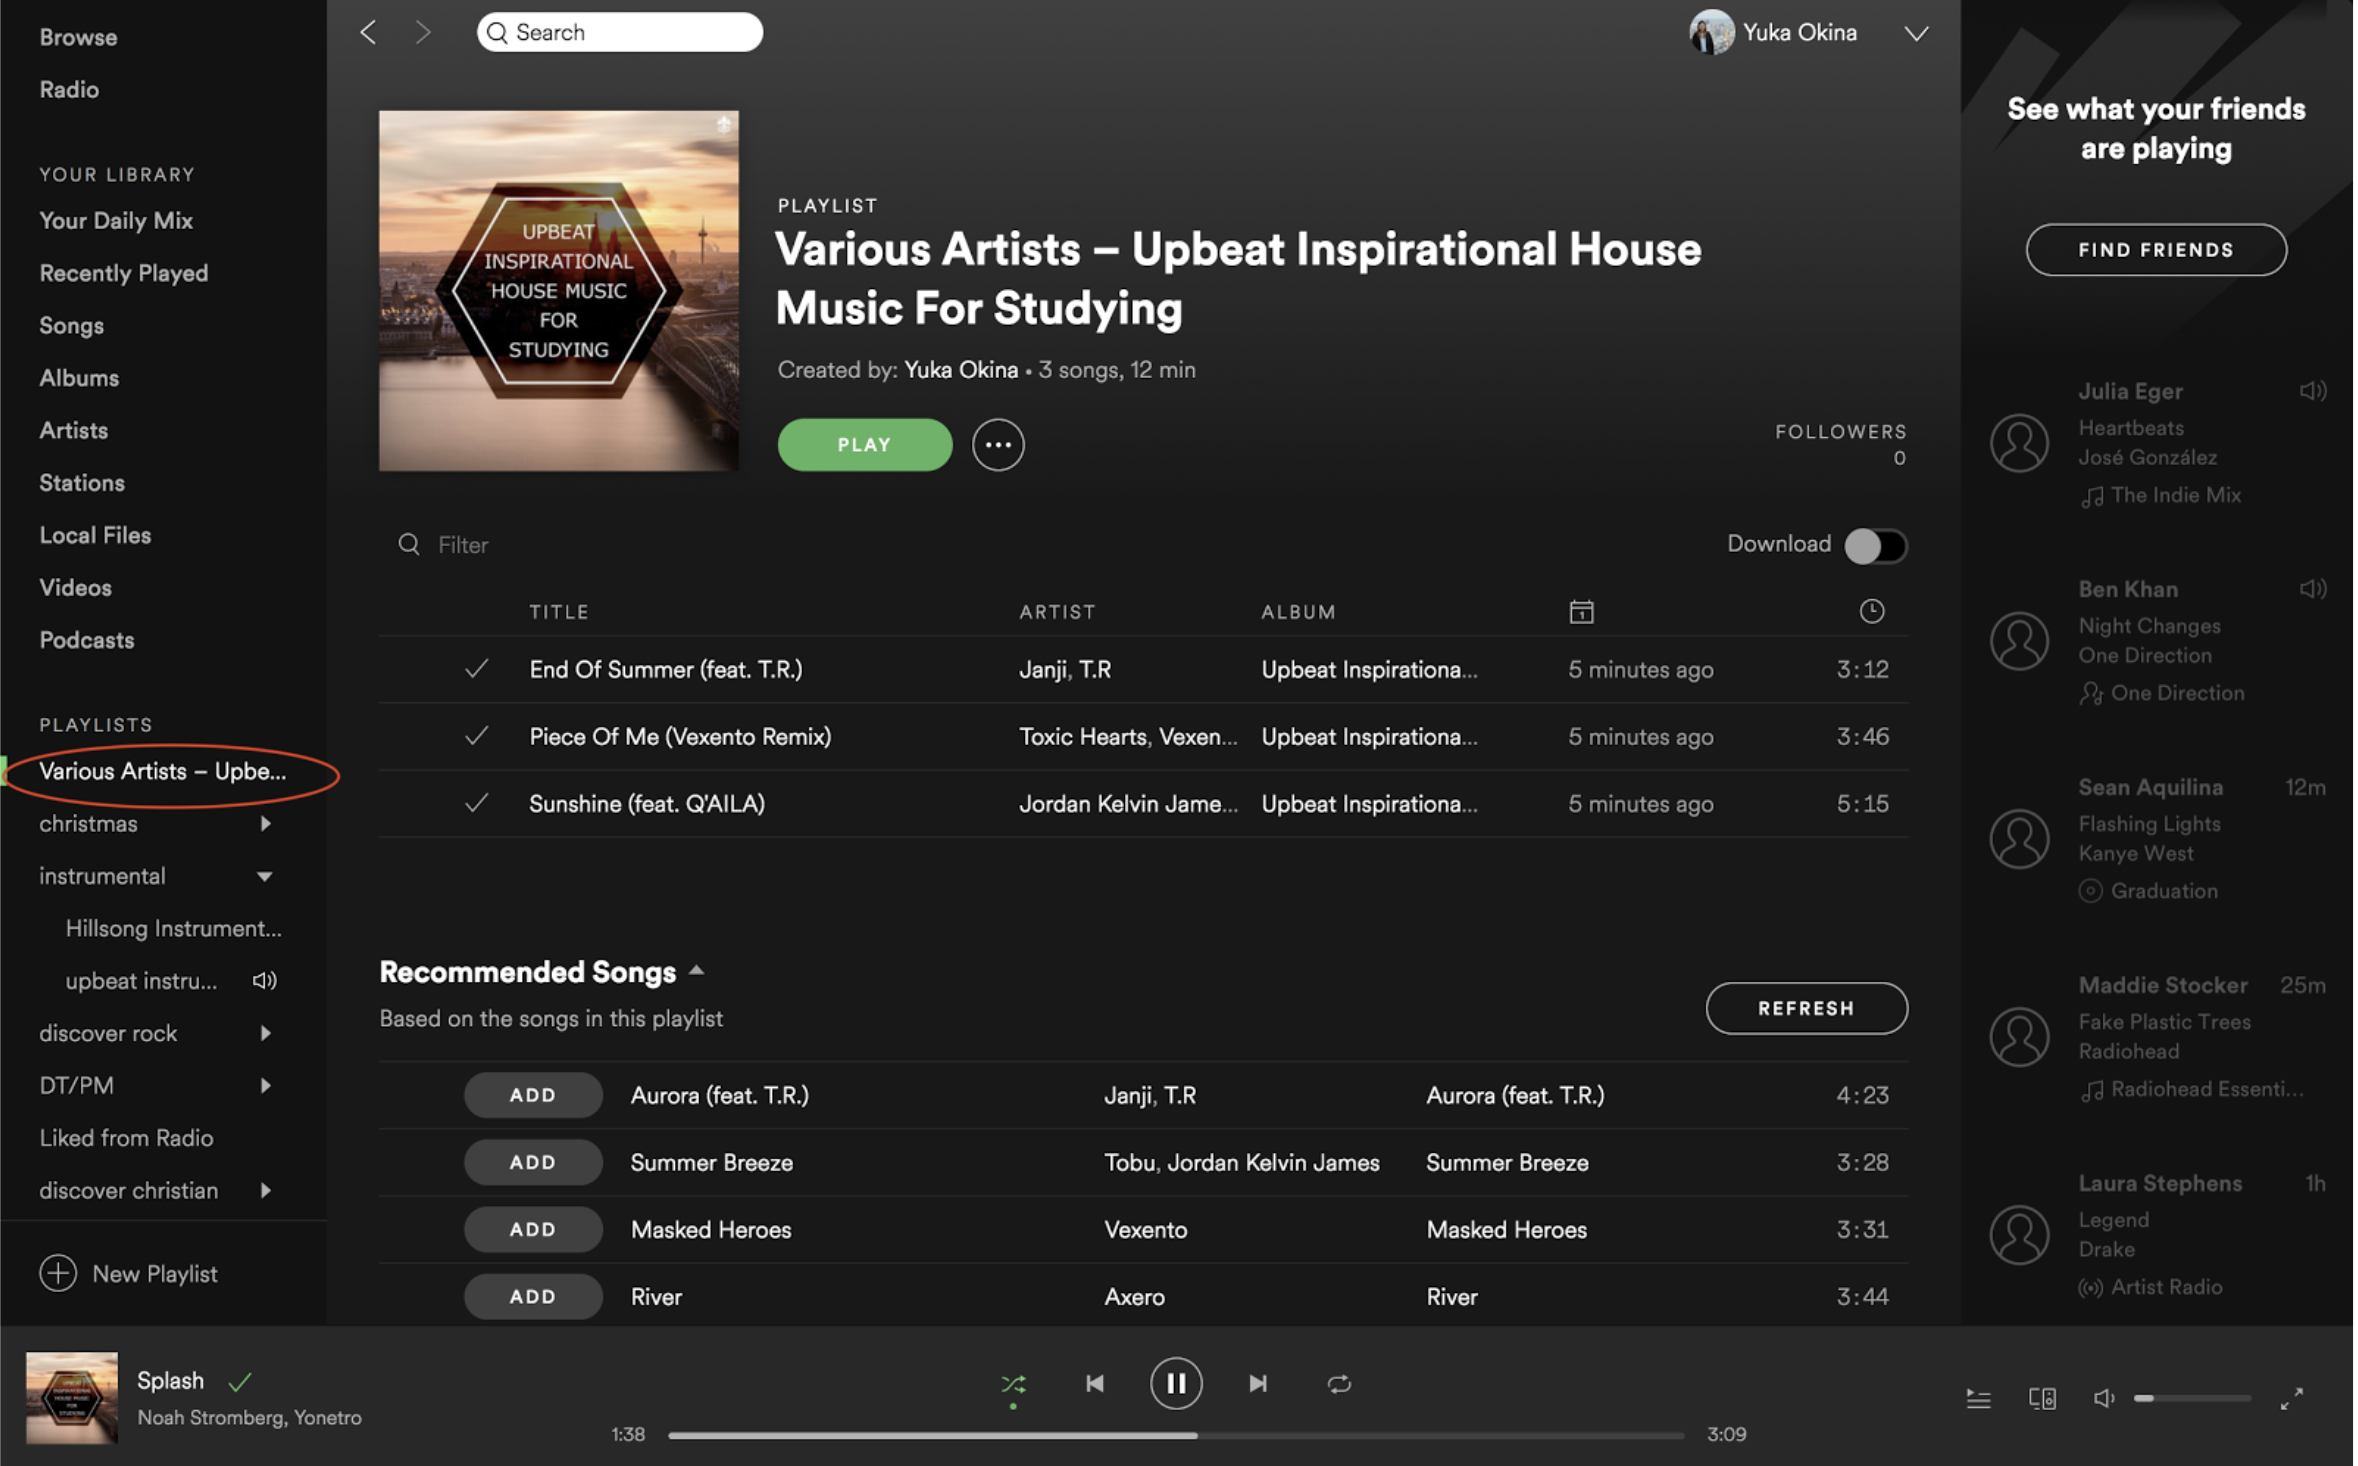 Browse
Radio
YOUR LIBRARY
Your Daily Mix
Recently Played
Songs
Albums
Artists
Stations
Local Files
Videos
Podcasts
PLAYLISTS
Various Artists – Upbe...
christmas
instrumental
Hillsong Instrument...
upbeat instru...
discover rock
DT/PM
Liked from Radio
discover christian
New Playlist
Search
Yuka Okina
UPBEAT
INSPIRATIONAL
HOUSE MUSIC
FOR
STUDYING
PLAYLIST
Various Artists – Upbeat Inspirational House
Music For Studying
Created by: Yuka Okina • 3 songs, 12 min
PLAY
FOLLOWERS
0
Filter
Download
TITLE ARTIST ALBUM
End Of Summer (feat. T.R.) Janji, T.R Upbeat Inspirationa... 5 minutes ago 3:12
Piece Of Me (Vexento Remix) Toxic Hearts, Vexen... Upbeat Inspirationa... 5 minutes ago 3:46
Sunshine (feat. Q'AILA) Jordan Kelvin Jame... Upbeat Inspirationa... 5 minutes ago 5:15
Recommended Songs
Based on the songs in this playlist
REFRESH
ADD Aurora (feat. T.R.) Janji, T.R Aurora (feat. T.R.) 4:23
ADD Summer Breeze Tobu, Jordan Kelvin James Summer Breeze 3:28
ADD Masked Heroes Vexento Masked Heroes 3:31
ADD River Axero River 3:44
See what your friends
are playing
FIND FRIENDS
Julia Eger
Heartbeats
José González
The Indie Mix
Ben Khan
Night Changes
One Direction
One Direction
Sean Aquilina 12m
Flashing Lights
Kanye West
Graduation
Maddie Stocker 25m
Fake Plastic Trees
Radiohead
Radiohead Essenti...
Laura Stephens 1h
Legend
Drake
Artist Radio
UPBEAT
INSPIRATIONAL
HOUSE MUSIC
FOR
STUDYING
Splash
Noah Stromberg, Yonetro
1:38
3:09